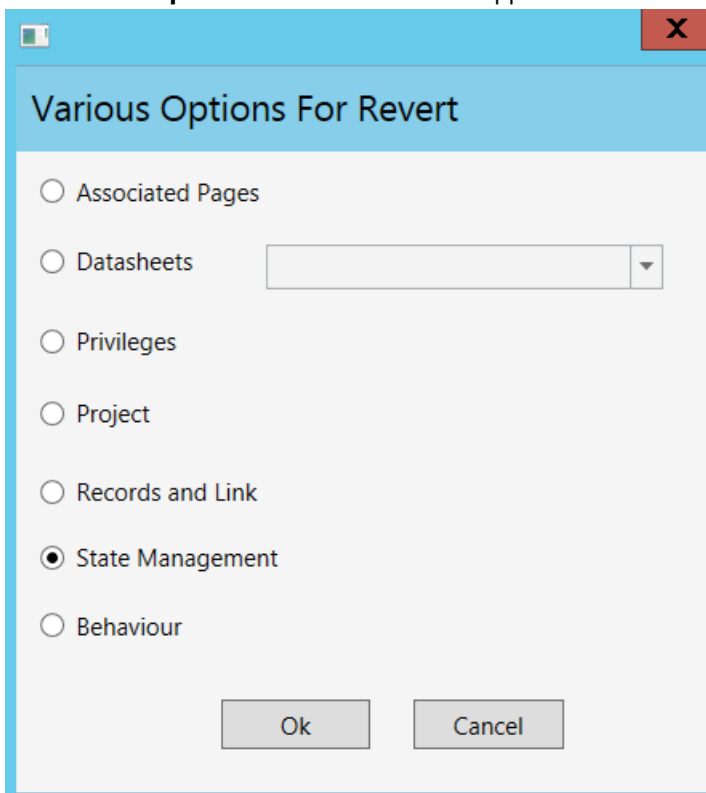 X
Various Options For Revert
Associated Pages
Datasheets
Privileges
Project
Records and Link
State Management
Behaviour
Ok Cancel